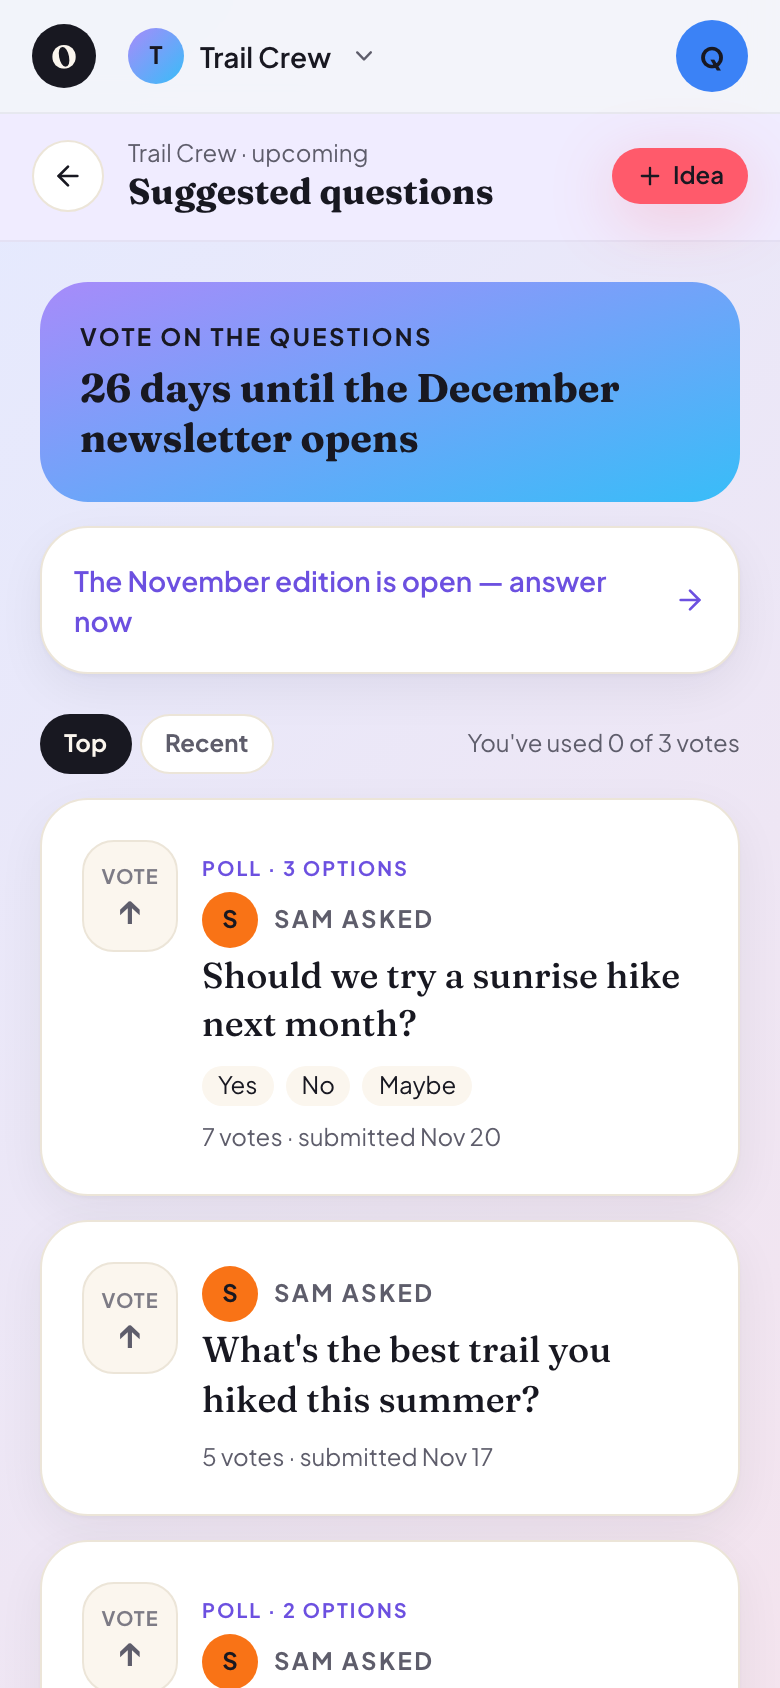 O
T
Trail Crew
Q
Trail Crew · upcoming
Suggested questions
+ Idea
VOTE ON THE QUESTIONS
26 days until the December
newsletter opens
The November edition is open — answer
now
Top
Recent
You've used 0 of 3 votes
VOTE
POLL · 3 OPTIONS
S
SAM ASKED
Should we try a sunrise hike
next month?
Yes
No
Maybe
7 votes · submitted Nov 20
VOTE
S
SAM ASKED
What's the best trail you
hiked this summer?
5 votes · submitted Nov 17
VOTE
POLL · 2 OPTIONS
S
SAM ASKED